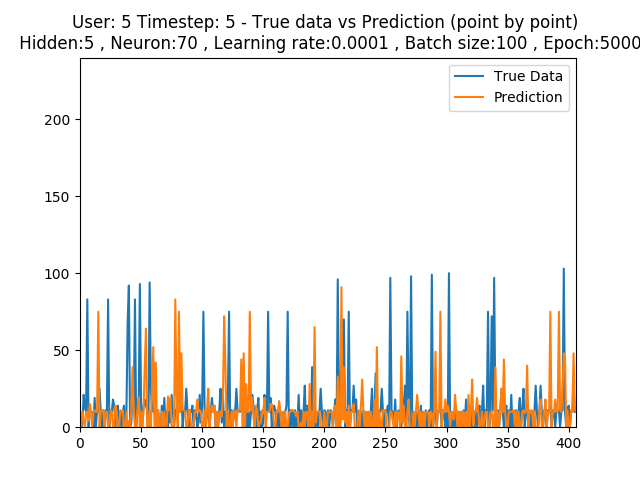 User: 5 Timestep: 5 - True data vs Prediction (point by point)
Hidden:5 , Neuron:70 , Learning rate:0.0001 , Batch size:100 , Epoch:5000
True Data
Prediction
200
150
100
50
0
0 50 100 150 200 250 300 350 400